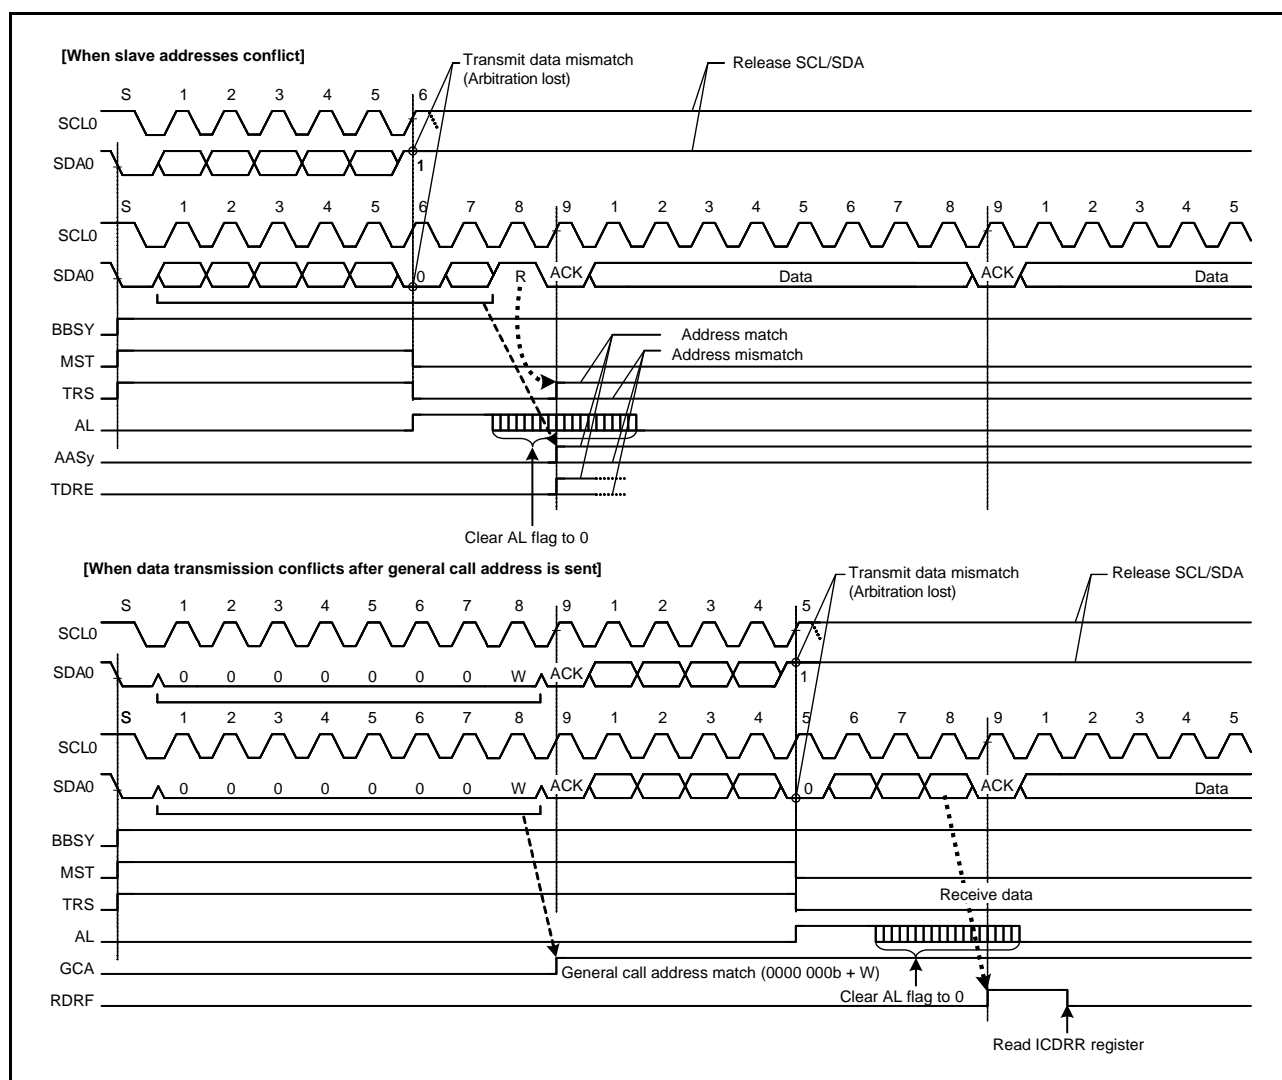 [When slave addresses conflict]
Transmit data mismatch
(Arbitration lost)
Release SCL/SDA
S 1 2 3 4 5 6
SCL0
SDA0 1
S 1 2 3 4 5 6 7 8 9 1 2 3 4 5 6 7 8 9 1 2 3 4 5
SCL0
SDA0 0 R ACK Data ACK Data
BBSY
Address match
MST
Address mismatch
TRS
AL
AASy
TDRE
Clear AL flag to 0
[When data transmission conflicts after general call address is sent]
Transmit data mismatch
(Arbitration lost)
Release SCL/SDA
S 1 2 3 4 5 6 7 8 9 1 2 3 4 5
SCL0
SDA0 0 0 0 0 0 0 0 W ACK 1
S 1 2 3 4 5 6 7 8 9 1 2 3 4 5 6 7 8 9 1 2 3 4 5
SCL0
SDA0 0 0 0 0 0 0 0 W ACK 0 ACK Data
BBSY
MST
TRS
Receive data
AL
GCA
General call address match (0000 000b + W)
Clear AL flag to 0
RDRF
Read ICDRR register